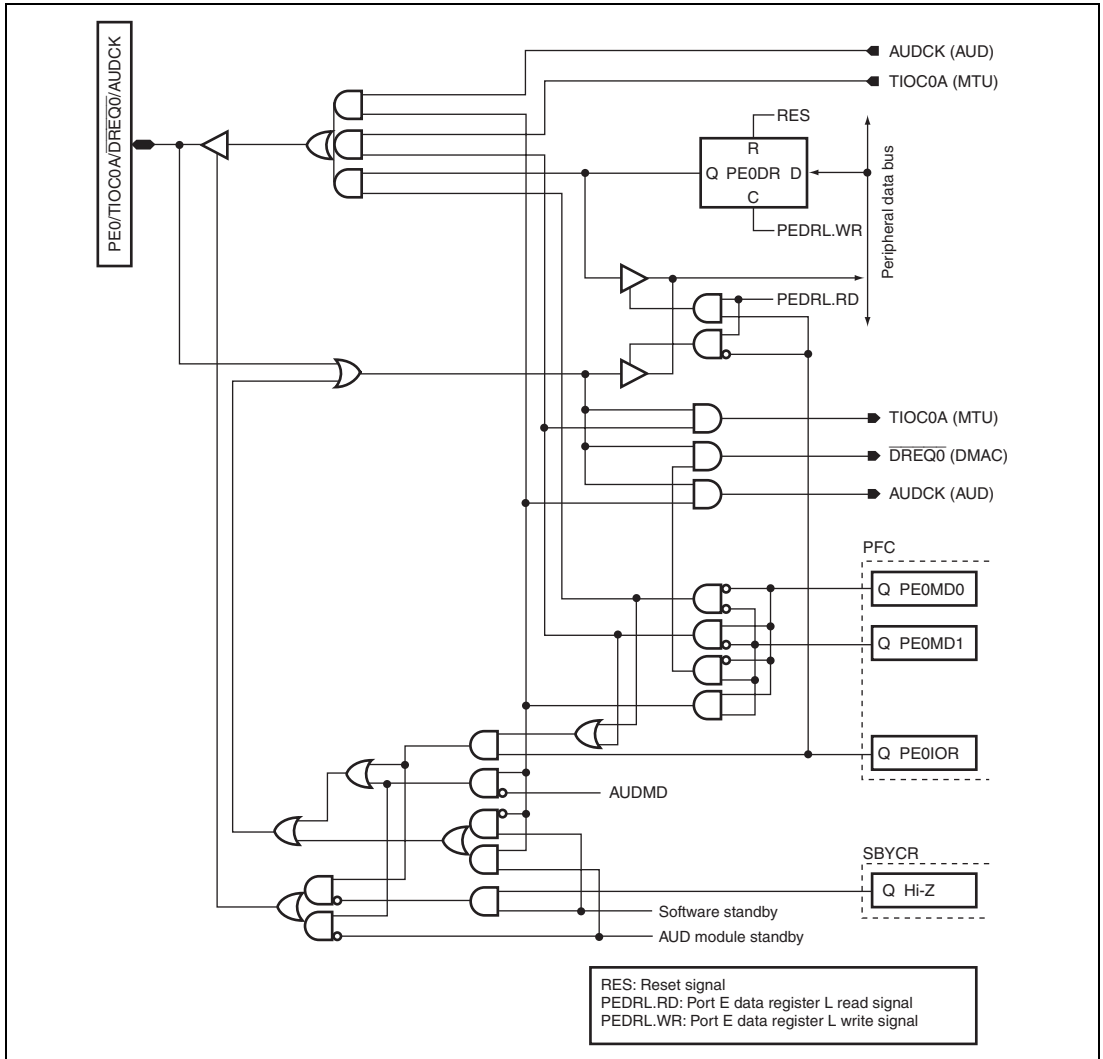 PE0/TIOC0A/D̅R̅E̅Q̅0̅/AUDCK
AUDCK (AUD)
TIOC0A (MTU)
RES
R
Q PE0DR D
C
PEDRL.WR
Peripheral data bus
PEDRL.RD
TIOC0A (MTU)
D̅R̅E̅Q̅0̅ (DMAC)
AUDCK (AUD)
PFC
Q PE0MD0
Q PE0MD1
Q PE0IOR
AUDMD
SBYCR
Q Hi-Z
Software standby
AUD module standby
RES: Reset signal
PEDRL.RD: Port E data register L read signal
PEDRL.WR: Port E data register L write signal